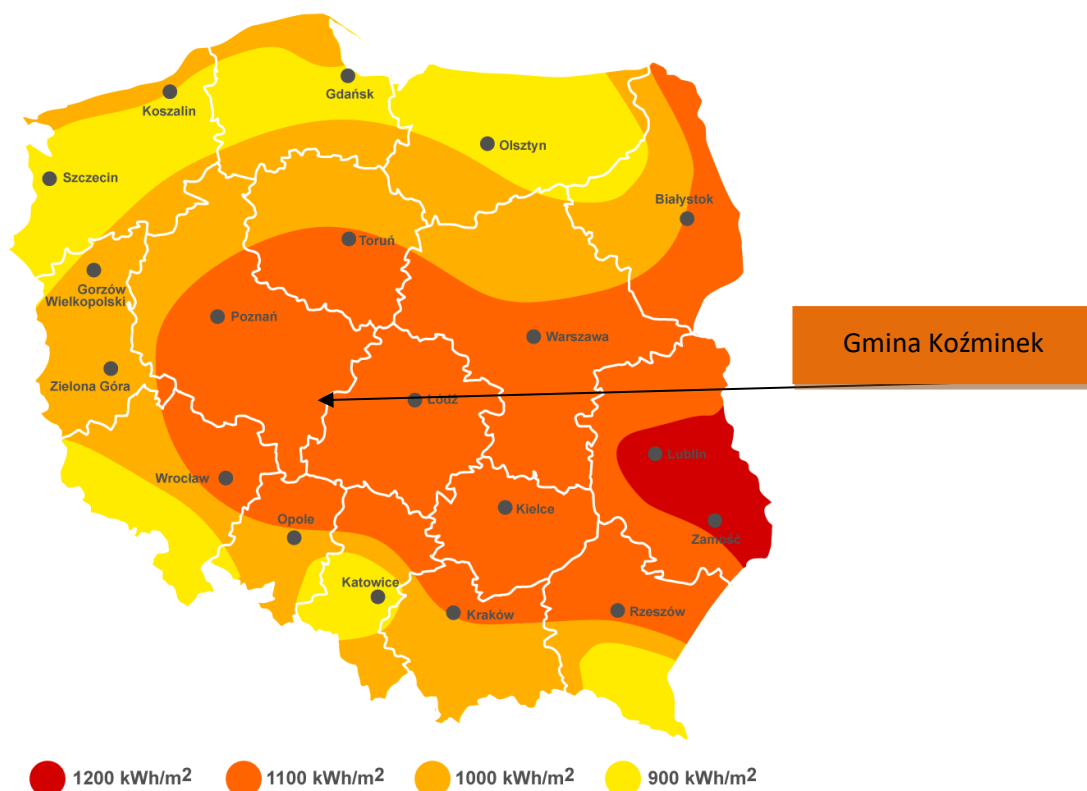 Gdańsk
Koszalin
Olsztyn
Szczecin
Białystok
Toruń
Gorzów
Wielkopolski
Poznań
Warszawa
Gmina Koźminek
Zielona Góra
Łódź
Lublin
Wrocław
Kielce
Opole
Zamość
Katowice
Kraków
Rzeszów
1200 kWh/m²
1100 kWh/m²
1000 kWh/m²
900 kWh/m²